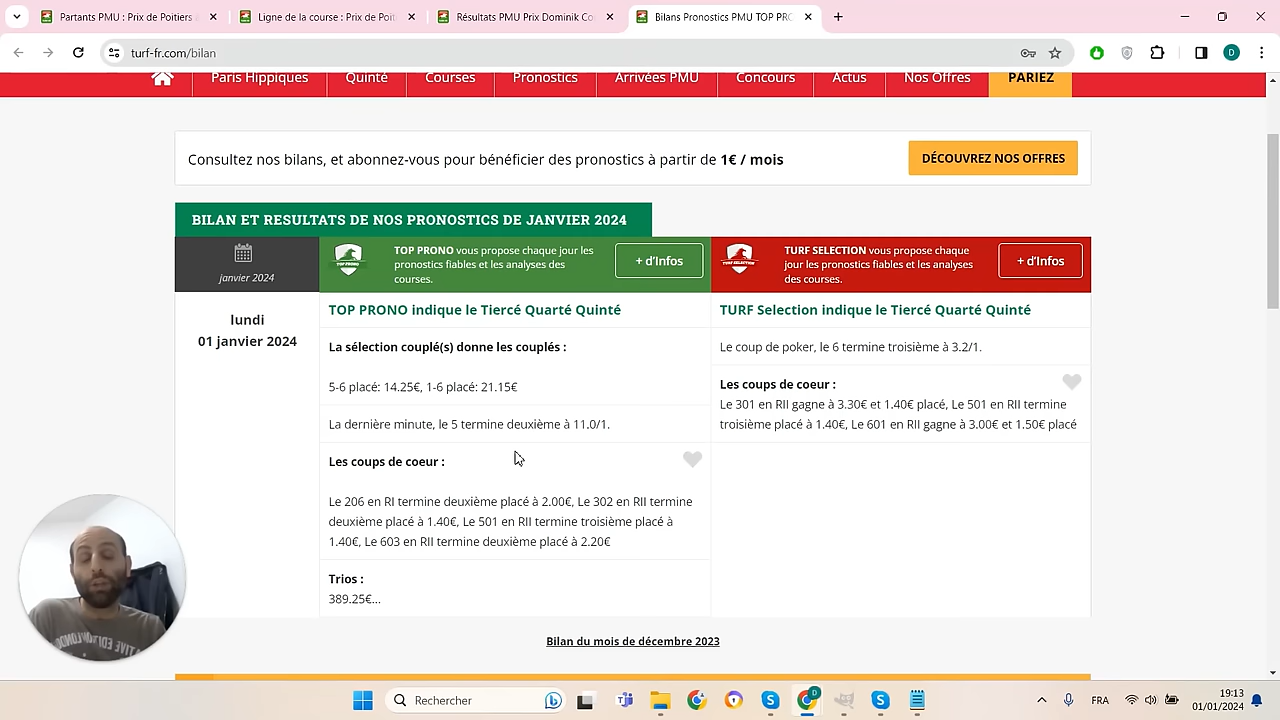 Partants PMU : Prix de Poitiers
Ligne de la course : Prix de Poit
Résultats PMU Prix Dominik Co
Bilans Pronostics PMU TOP PRO
turf-fr.com/bilan
D
Paris Hippiques
Quinté
Courses
Pronostics
Arrivées PMU
Concours
Actus
Nos Offres
PARIEZ
Consultez nos bilans, et abonnez-vous pour bénéficier des pronostics à partir de 1€ / mois
DÉCOUVREZ NOS OFFRES
BILAN ET RESULTATS DE NOS PRONOSTICS DE JANVIER 2024
janvier 2024
TOP PRONO
TOP PRONO vous propose chaque jour les
pronostics fiables et les analyses des
courses.
+ d'Infos
TURF SELECTION
TURF SELECTION vous propose chaque
jour les pronostics fiables et les analyses
des courses.
+ d'Infos
lundi
01 janvier 2024
TOP PRONO indique le Tiercé Quarté Quinté
La sélection couplé(s) donne les couplés :
5-6 placé: 14.25€, 1-6 placé: 21.15€
La dernière minute, le 5 termine deuxième à 11.0/1.
Les coups de coeur :
Le 206 en RI termine deuxième placé à 2.00€, Le 302 en RII termine
deuxième placé à 1.40€, Le 501 en RII termine troisième placé à
1.40€, Le 603 en RII termine deuxième placé à 2.20€
Trios :
389.25€...
TURF Selection indique le Tiercé Quarté Quinté
Le coup de poker, le 6 termine troisième à 3.2/1.
Les coups de coeur :
Le 301 en RII gagne à 3.30€ et 1.40€ placé, Le 501 en RII termine
troisième placé à 1.40€, Le 601 en RII gagne à 3.00€ et 1.50€ placé
Bilan du mois de décembre 2023
Rechercher
FRA
19:13
01/01/2024